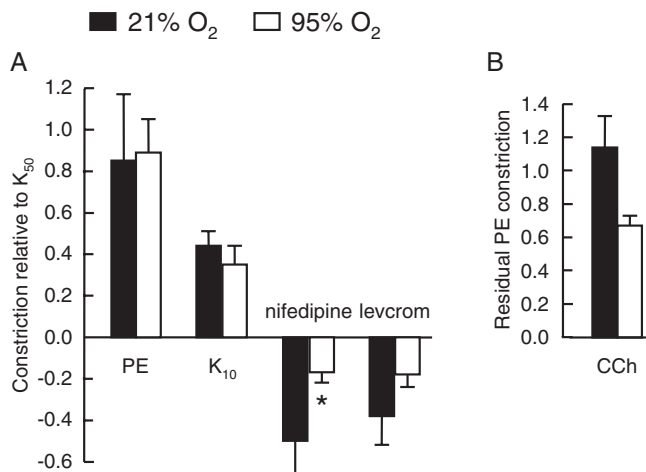 21% O₂ 95% O₂
A
B
Constriction relative to K₅₀
1.2
1.0
0.8
0.6
0.4
0.2
0.0
-0.2
-0.4
-0.6
nifedipine levcrom
PE K₁₀
*
Residual PE constriction
1.4
1.2
1.0
0.8
0.6
0.4
0.2
0.0
CCh